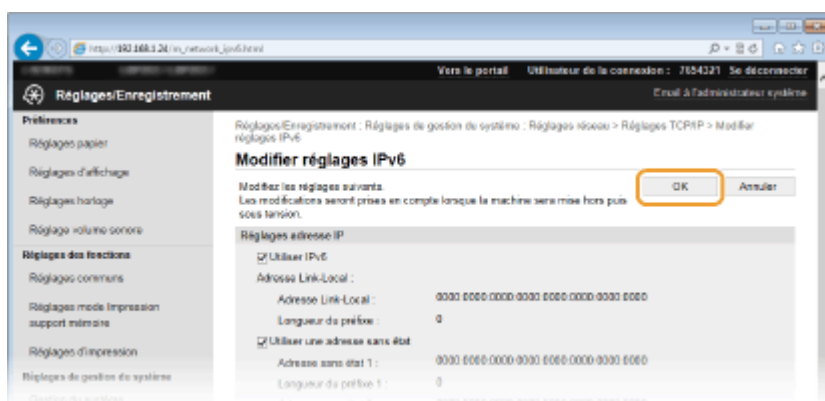 http://192.168.1.24/m_network_ipv6.html
Vers le portail Utilisateur de la connexion : 7654321 Se déconnecter
Réglages/Enregistrement
Email à l'administrateur système
Préférences
Réglages papier
Réglages d'affichage
Réglages horloge
Réglage volume sonore
Réglages des fonctions
Réglages communs
Réglages mode Impression
support mémoire
Réglages d'impression
Réglages de gestion du système
Gestion du système
Réglages/Enregistrement : Réglages de gestion du système : Réglages réseau > Réglages TCP/IP > Modifier
réglages IPv6
Modifier réglages IPv6
Modifiez les réglages suivants.
Les modifications seront prises en compte lorsque la machine sera mise hors puis
sous tension.
OK Annuler
Réglages adresse IP
Utiliser IPv6
Adresse Link-Local :
Adresse Link-Local : 0000:0000:0000:0000:0000:0000:0000:0000
Longueur du préfixe : 0
Utiliser une adresse sans état
Adresse sans état 1 : 0000:0000:0000:0000:0000:0000:0000:0000
Longueur du préfixe 1 : 0